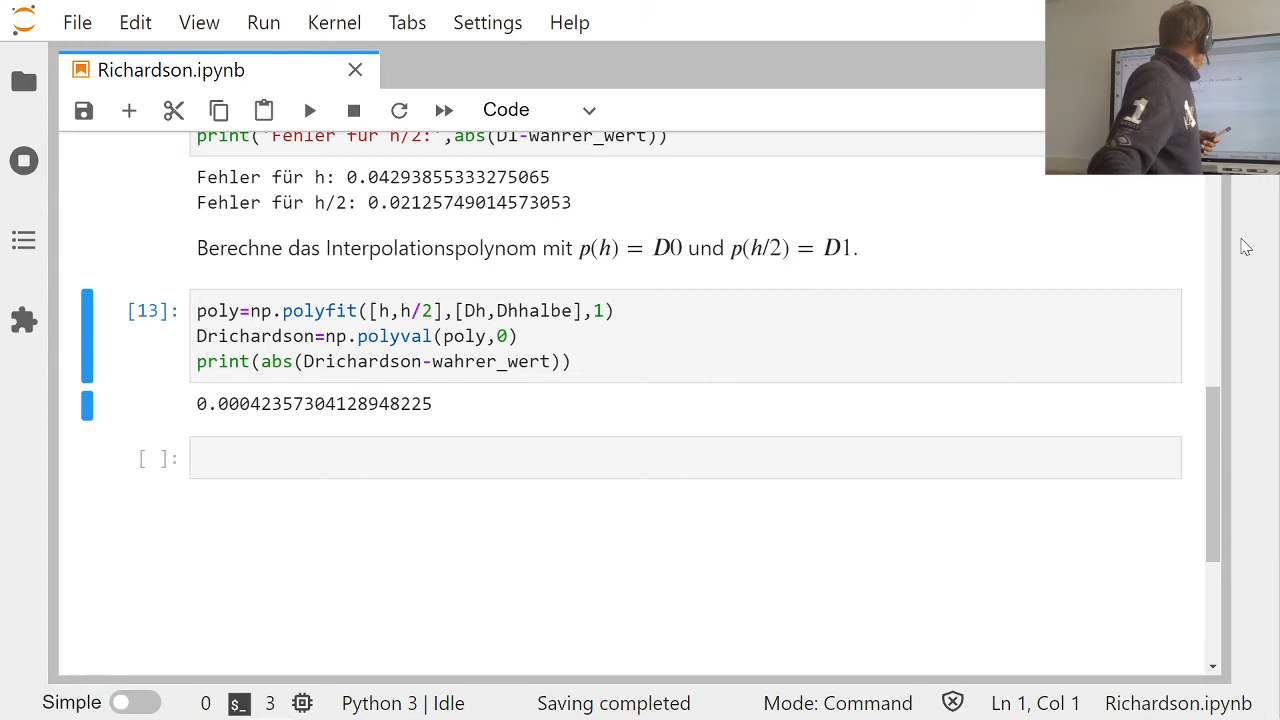 File Edit View Run Kernel Tabs Settings Help
Richardson.ipynb
Code
print('Fehler für h/2:',abs(D1-wahrer_wert))
Fehler für h: 0.04293855333275065
Fehler für h/2: 0.02125749014573053
Berechne das Interpolationspolynom mit p(h) = D0 und p(h/2) = D1.
[13]: poly=np.polyfit([h,h/2],[Dh,Dhhalbe],1)
Drichardson=np.polyval(poly,0)
print(abs(Drichardson-wahrer_wert))
0.00042357304128948225
[ ]:
Simple 0 $_ 3 Python 3 | Idle Saving completed Mode: Command Ln 1, Col 1 Richardson.ipynb
1